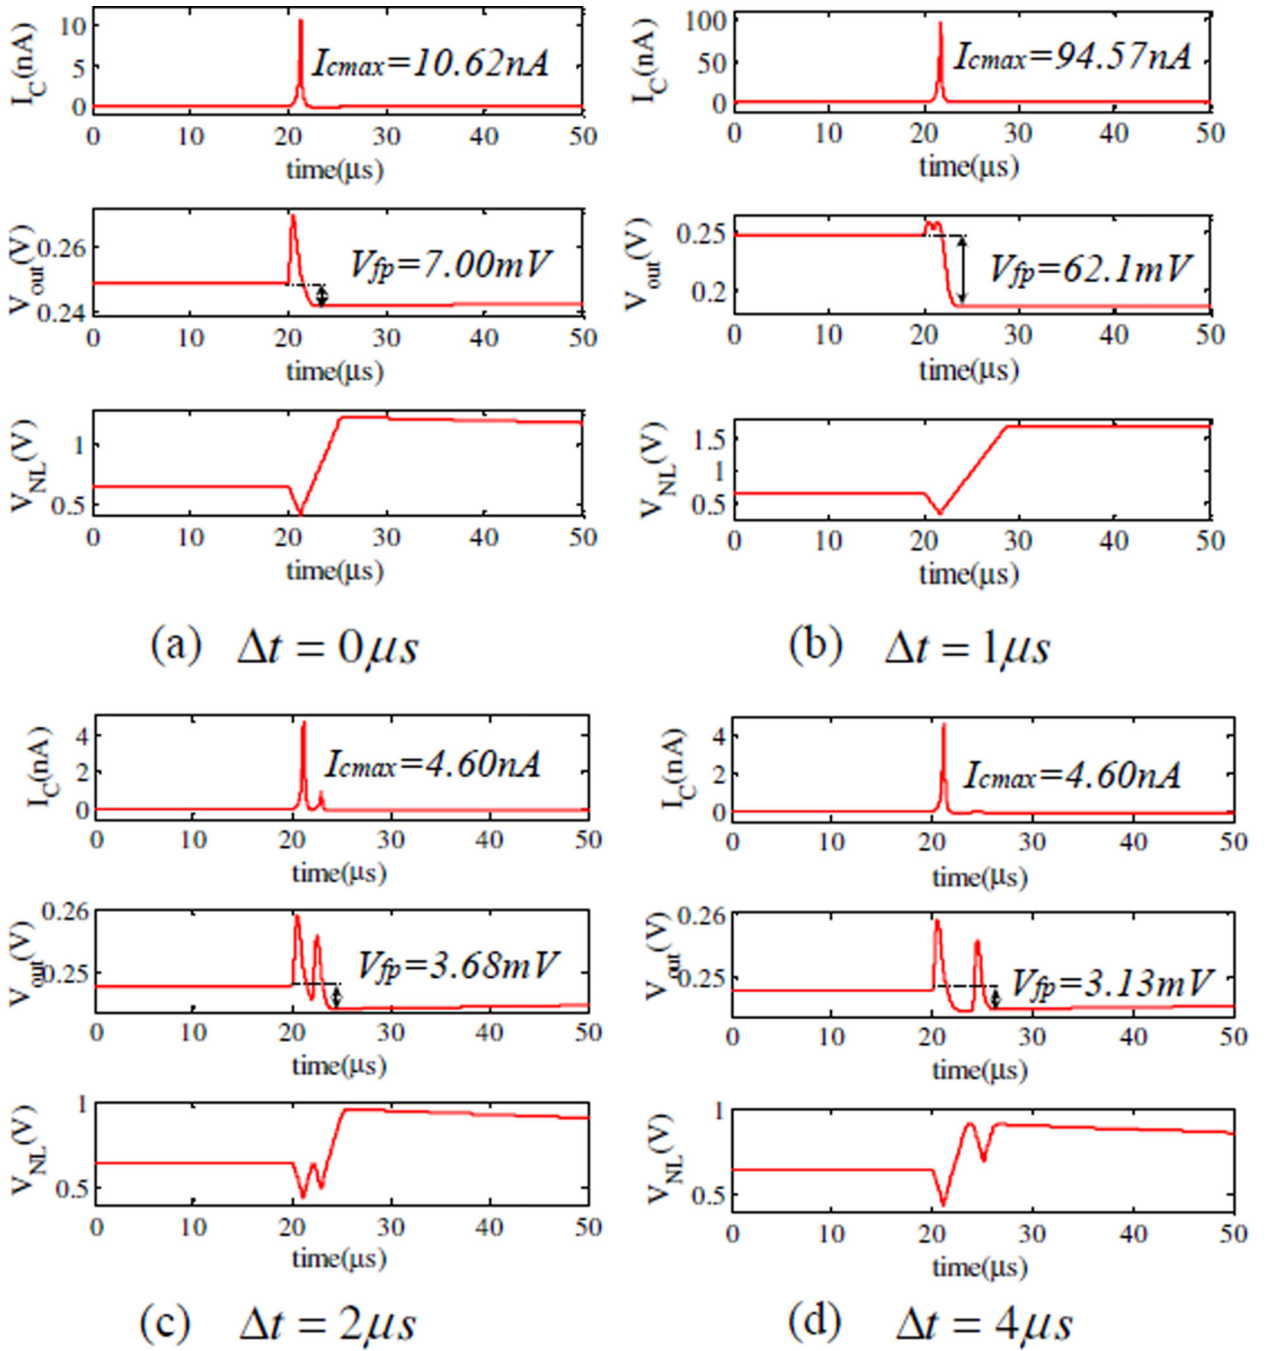 I_C(nA)
10
5
0
I_cmax=10.62nA
0 10 20 30 40 50
time(μs)
V_out(V)
0.26
0.24
V_fp=7.00mV
0 10 20 30 40 50
time(μs)
V_NL(V)
1
0.5
0 10 20 30 40 50
time(μs)
(a) Δt = 0μs
I_C(nA)
100
50
0
I_cmax=94.57nA
0 10 20 30 40 50
time(μs)
V_out(V)
0.25
0.2
V_fp=62.1mV
0 10 20 30 40 50
time(μs)
V_NL(V)
1.5
1
0.5
0 10 20 30 40 50
time(μs)
(b) Δt = 1μs
I_C(nA)
4
2
0
I_cmax=4.60nA
0 10 20 30 40 50
time(μs)
V_out(V)
0.26
0.25
V_fp=3.68mV
0 10 20 30 40 50
time(μs)
V_NL(V)
1
0.5
0 10 20 30 40 50
time(μs)
(c) Δt = 2μs
I_C(nA)
4
2
0
I_cmax=4.60nA
0 10 20 30 40 50
time(μs)
V_out(V)
0.26
0.25
V_fp=3.13mV
0 10 20 30 40 50
time(μs)
V_NL(V)
1
0.5
0 10 20 30 40 50
time(μs)
(d) Δt = 4μs